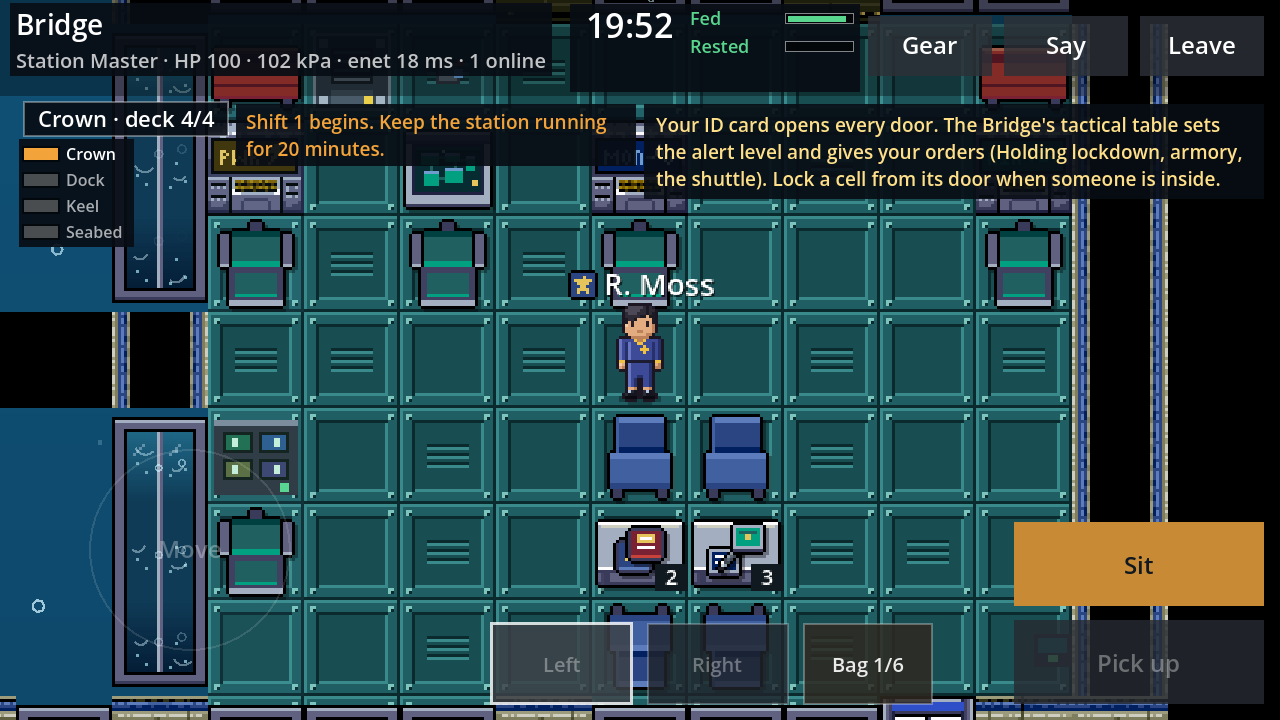 Bridge
Station Master · HP 100 · 102 kPa · enet 18 ms · 1 online
19:52
Fed
Rested
Gear
Say
Leave
Crown · deck 4/4
Crown
Dock
Keel
Seabed
Shift 1 begins. Keep the station running
for 20 minutes.
Your ID card opens every door. The Bridge's tactical table sets
the alert level and gives your orders (Holding lockdown, armory,
the shuttle). Lock a cell from its door when someone is inside.
R. Moss
Move
2
3
Sit
Left
Right
Bag 1/6
Pick up